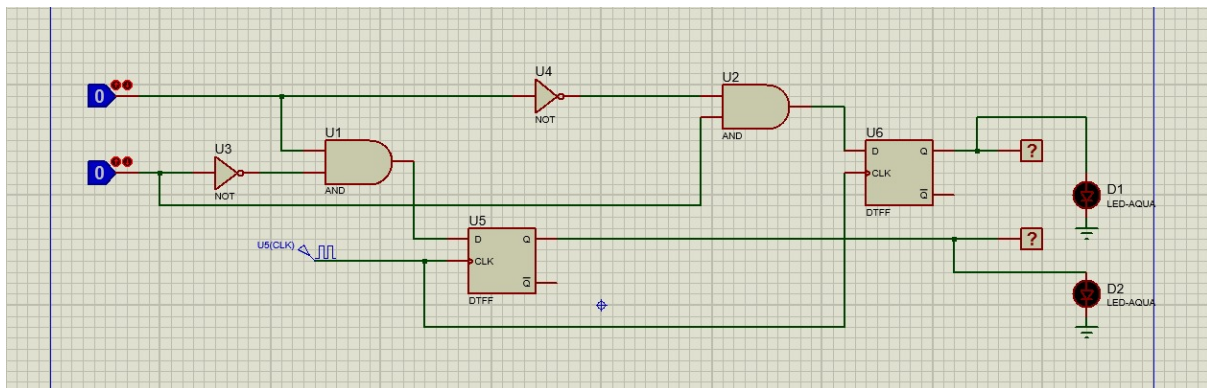 U4
NOT
U2
AND
0
U1
AND
U6
D
Q
CLK
Q
DTFF
?
D1
LED-AQUA
0
U3
NOT
U5
D
Q
CLK
Q
DTFF
U5(CLK)
?
D2
LED-AQUA